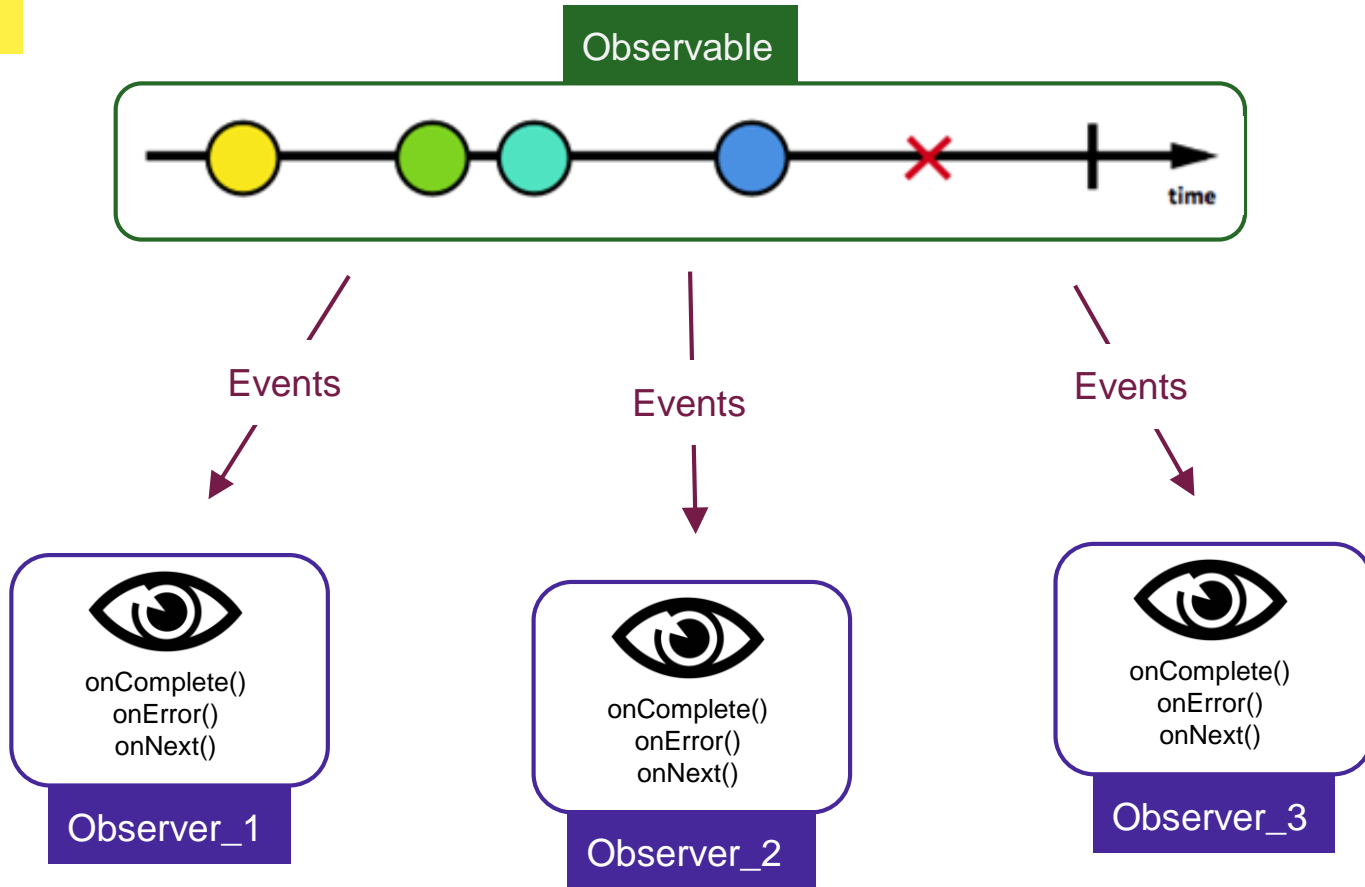 Observable
time
Events
Events
Events
onComplete()
onError()
onNext()
Observer_1
onComplete()
onError()
onNext()
Observer_2
onComplete()
onError()
onNext()
Observer_3